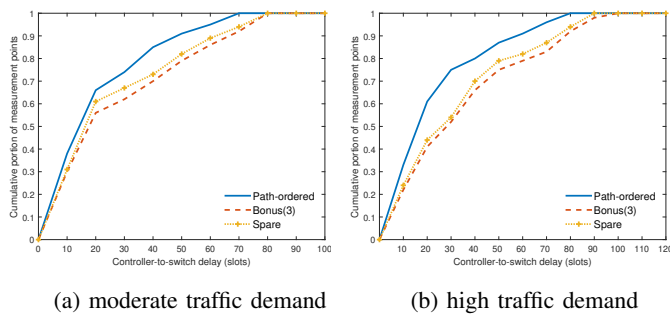 Cumulative portion of measurement points
1
0.9
0.8
0.7
0.6
0.5
0.4
0.3
0.2
0.1
0
0 10 20 30 40 50 60 70 80 90 100
Controller-to-switch delay (slots)
Path-ordered
Bonus(3)
Spare
(a) moderate traffic demand
Cumulative portion of measurement points
1
0.9
0.8
0.7
0.6
0.5
0.4
0.3
0.2
0.1
0
10 20 30 40 50 60 70 80 90 100 110 120
Controller-to-switch delay (slots)
Path-ordered
Bonus(3)
Spare
(b) high traffic demand